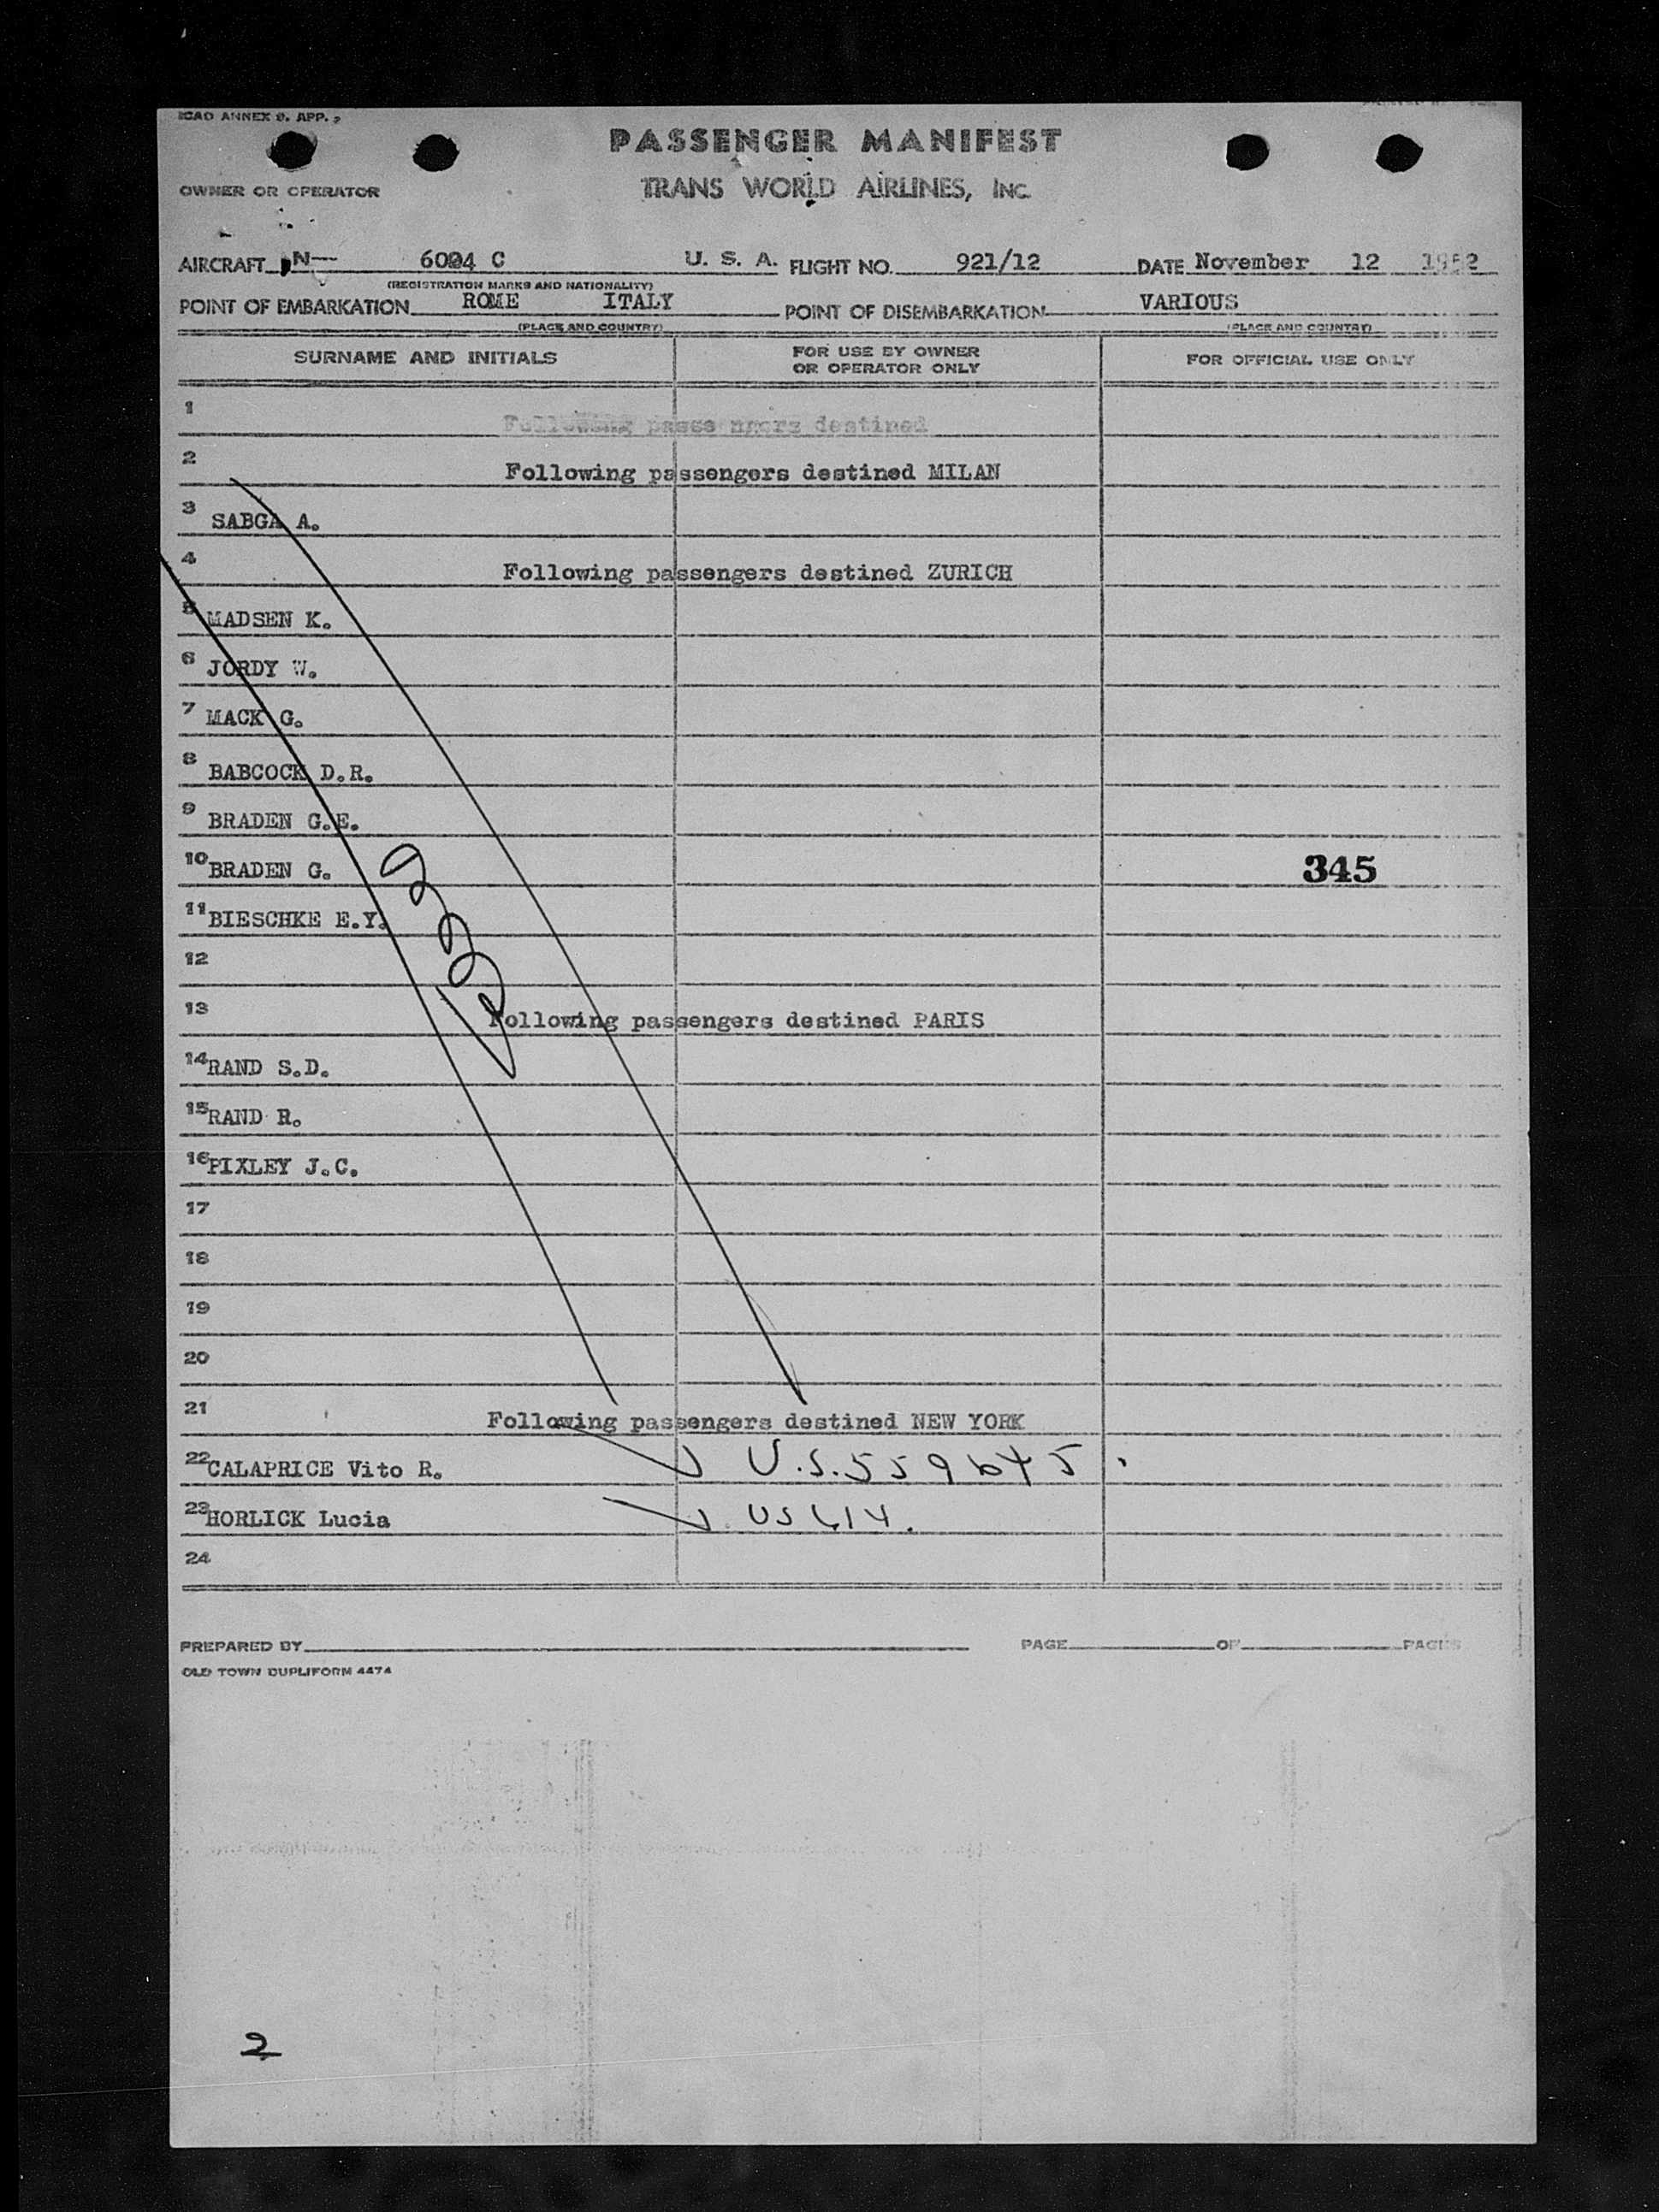 ICAO ANNEX 9. APP. 2
PASSENGER MANIFEST
OWNER OR OPERATOR
TRANS WORLD AIRLINES, INC.
AIRCRAFT N— 6004 C U. S. A. FLIGHT NO. 921/12 DATE November 12 1952
(REGISTRATION MARKS AND NATIONALITY)
POINT OF EMBARKATION ROME ITALY POINT OF DISEMBARKATION VARIOUS
(PLACE AND COUNTRY) (PLACE AND COUNTRY)
SURNAME AND INITIALS FOR USE BY OWNER OR OPERATOR ONLY FOR OFFICIAL USE ONLY
1 Following passengers destined
2 Following passengers destined MILAN
3 SABGA A.
4 Following passengers destined ZURICH
5 MADSEN K.
6 JORDY W.
7 MACK G.
8 BABCOCK D.R.
9 BRADEN G.E.
10 BRADEN G. 345
11 BIESCHKE E.Y.
12
13 Following passengers destined PARIS
14 RAND S.D.
15 RAND R.
16 PIXLEY J.C.
17
18
19
20
21 Following passengers destined NEW YORK
22 CALAPRICE Vito R. U.S.
23 HORLICK Lucia US
24
PREPARED BY PAGE OF PAGES
OLD TOWN DUPLIFORM 4474
2